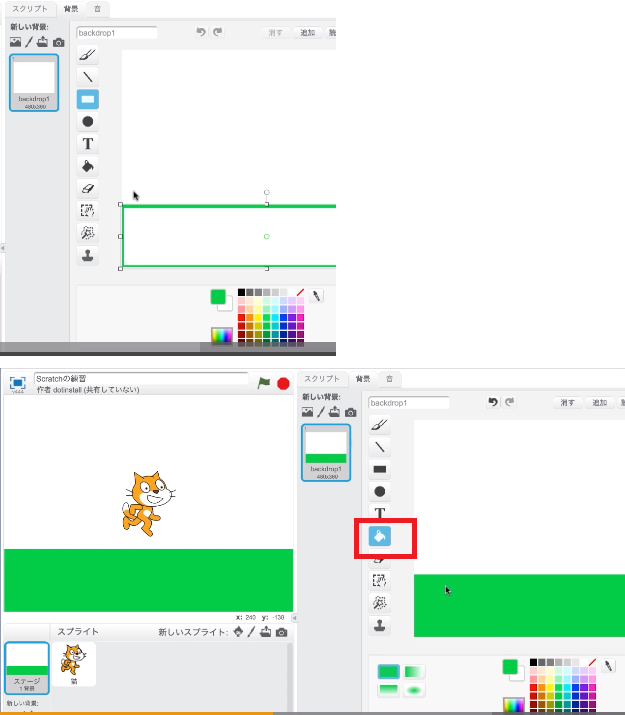 スクリプト 背景 音
新しい背景:
backdrop1
消す 追加
1
backdrop1
480x360
T
Scratchの練習
作者 dotinstall (共有していない)
v444
スクリプト 背景 音
新しい背景:
backdrop1
消す 追加
1
backdrop1
480x360
T
x: 240 y: -130
スプライト 新しいスプライト:
ステージ
1 背景
猫
新しい背景: